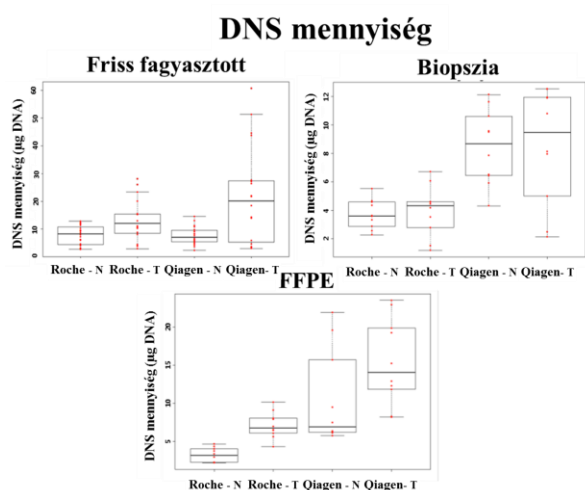 DNS mennyiség
Friss fagyasztott
DNS mennyiség (µg DNA)
60
50
40
30
20
10
0
Roche - N Roche - T Qiagen - N Qiagen- T
Biopszia
DNS mennyiség (µg DNA)
12
10
8
6
4
2
Roche - N Roche - T Qiagen - N Qiagen- T
FFPE
DNS mennyiség (µg DNA)
20
15
10
5
Roche - N Roche - T Qiagen - N Qiagen- T